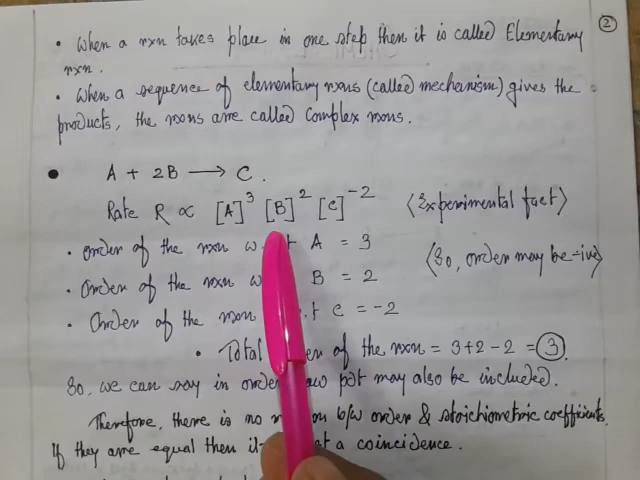 ②
• When a rxn takes place in one step then it is called Elementary
rxn.
• When a sequence of elementary rxns (called mechanism) gives the
products, the rxns are called Complex rxns.
• A + 2B ⟶ C.
Rate R ∝ [A]³ [B]² [C]⁻² ⟨Experimental fact⟩
• Order of the rxn w t A = 3 ⟨So, order may be -ive⟩
• Order of the rxn w B = 2
• Order of the rxn t C = -2
• Total of the rxn = 3+2-2 = ③.
So, we can say in order law pdt may also be included.
Therefore, there is no b/w order & stoichiometric coefficients.
If they are equal then it a coincidence.